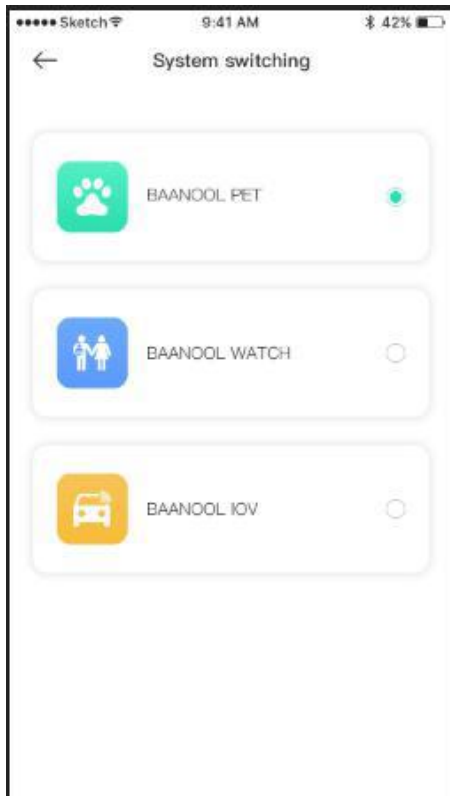 Sketch 9:41 AM 42%
System switching
BAANOOL PET
BAANOOL WATCH
BAANOOL IOV